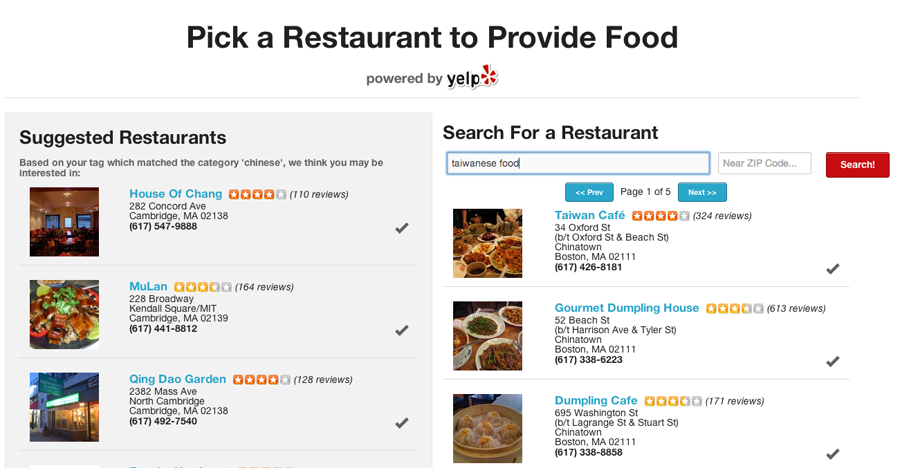 Pick a Restaurant to Provide Food
powered by yelp
Suggested Restaurants
Based on your tag which matched the category 'chinese', we think you may be
interested in:
House Of Chang (110 reviews)
282 Concord Ave
Cambridge, MA 02138
(617) 547-9888
MuLan (164 reviews)
228 Broadway
Kendall Square/MIT
Cambridge, MA 02139
(617) 441-8812
Qing Dao Garden (128 reviews)
2382 Mass Ave
North Cambridge
Cambridge, MA 02138
(617) 492-7540
Search For a Restaurant
taiwanese food
Near ZIP Code...
Search!
<< Prev Page 1 of 5 Next >>
Taiwan Café (324 reviews)
34 Oxford St
(b/t Oxford St & Beach St)
Chinatown
Boston, MA 02111
(617) 426-8181
Gourmet Dumpling House (613 reviews)
52 Beach St
(b/t Harrison Ave & Tyler St)
Chinatown
Boston, MA 02111
(617) 338-6223
Dumpling Cafe (171 reviews)
695 Washington St
(b/t Lagrange St & Stuart St)
Chinatown
Boston, MA 02111
(617) 338-8858